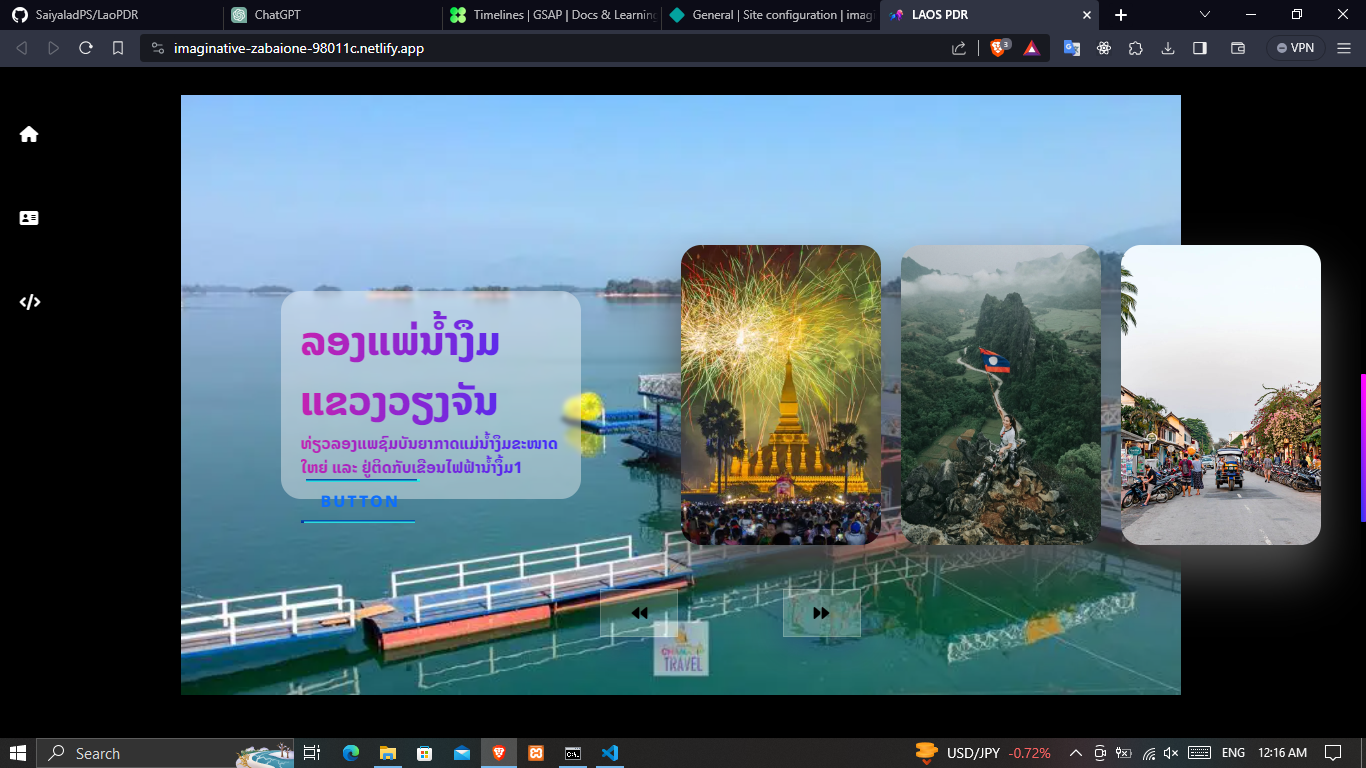 SaiyaladPS/LaoPDR
ChatGPT
Timelines | GSAP | Docs & Learning
General | Site configuration | imag
LAOS PDR
imaginative-zabaione-98011c.netlify.app
3
VPN
ລອງແພ່ນ້ຳງຶມ
ແຂວງວຽງຈັນ
ທ່ຽວລອງແພຊົມບັນຍາກາດແມ່ນ້ຳງຶມຂະໜາດ
ໃຫຍ່ ແລະ ຢູ່ຕິດກັບເຂື່ອນໄຟຟ້ານ້ຳງຶ້ມ1
BUTTON
TRAVEL
Search
USD/JPY -0.72%
ENG
12:16 AM